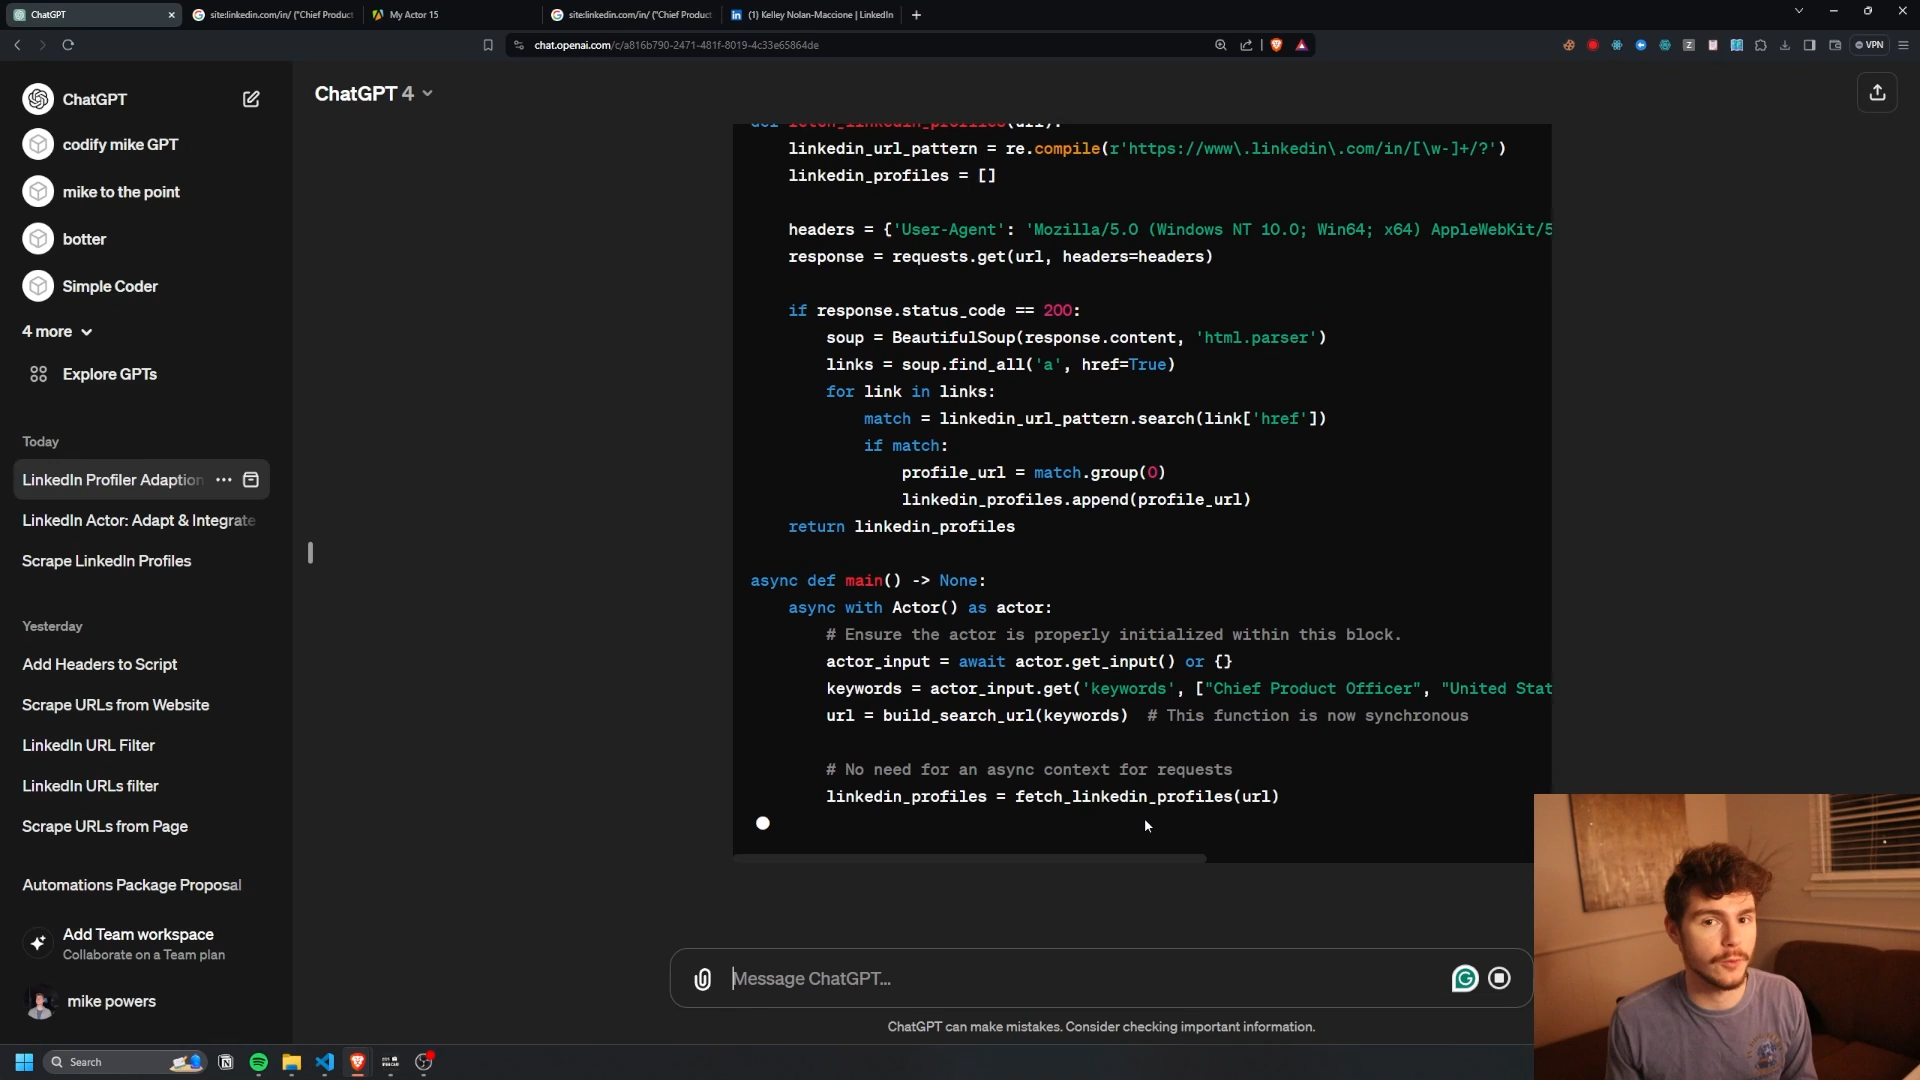 ChatGPT
site:linkedin.com/in/ ("Chief Product
My Actor 15
site:linkedin.com/in/ ("Chief Product
(1) Kelley Nolan-Maccione | LinkedIn
chat.openai.com/c/a816b790-2471-481f-8019-4c33e65864de
VPN
ChatGPT
codify mike GPT
mike to the point
botter
Simple Coder
4 more
Explore GPTs
Today
LinkedIn Profiler Adaption
LinkedIn Actor: Adapt & Integrate
Scrape LinkedIn Profiles
Yesterday
Add Headers to Script
Scrape URLs from Website
LinkedIn URL Filter
LinkedIn URLs filter
Scrape URLs from Page
Automations Package Proposal
Add Team workspace
Collaborate on a Team plan
mike powers
ChatGPT 4
def fetch_linkedin_profiles(url):
linkedin_url_pattern = re.compile(r'https://www\.linkedin\.com/in/[\w-]+/?')
linkedin_profiles = []
headers = {'User-Agent': 'Mozilla/5.0 (Windows NT 10.0; Win64; x64) AppleWebKit/5
response = requests.get(url, headers=headers)
if response.status_code == 200:
soup = BeautifulSoup(response.content, 'html.parser')
links = soup.find_all('a', href=True)
for link in links:
match = linkedin_url_pattern.search(link['href'])
if match:
profile_url = match.group(0)
linkedin_profiles.append(profile_url)
return linkedin_profiles
async def main() -> None:
async with Actor() as actor:
# Ensure the actor is properly initialized within this block.
actor_input = await actor.get_input() or {}
keywords = actor_input.get('keywords', ["Chief Product Officer", "United Stat
url = build_search_url(keywords)  # This function is now synchronous
# No need for an async context for requests
linkedin_profiles = fetch_linkedin_profiles(url)
Message ChatGPT...
ChatGPT can make mistakes. Consider checking important information.
Search